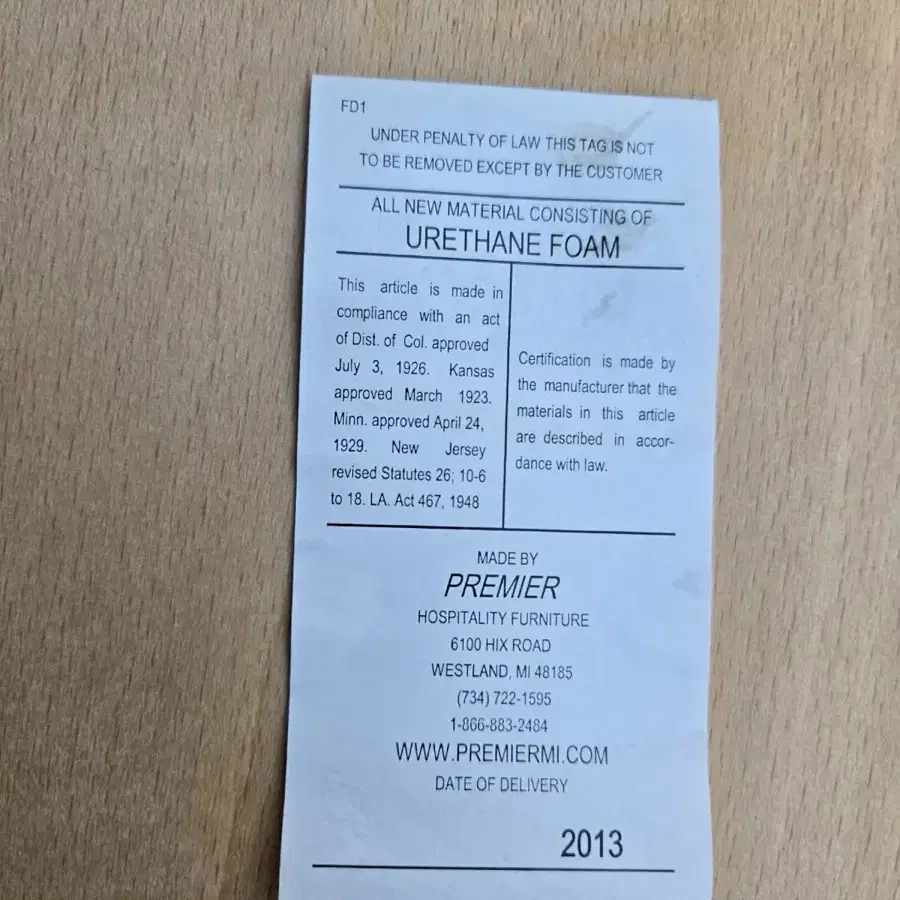 FD1
UNDER PENALTY OF LAW THIS TAG IS NOT
TO BE REMOVED EXCEPT BY THE CUSTOMER
ALL NEW MATERIAL CONSISTING OF
URETHANE FOAM
This article is made in
compliance with an act
of Dist. of Col. approved
July 3, 1926. Kansas
approved March 1923.
Minn. approved April 24,
1929. New Jersey
revised Statutes 26; 10-6
to 18. LA. Act 467, 1948
Certification is made by
the manufacturer that the
materials in this article
are described in accor-
dance with law.
MADE BY
PREMIER
HOSPITALITY FURNITURE
6100 HIX ROAD
WESTLAND, MI 48185
(734) 722-1595
1-866-883-2484
WWW.PREMIERMI.COM
DATE OF DELIVERY
2013